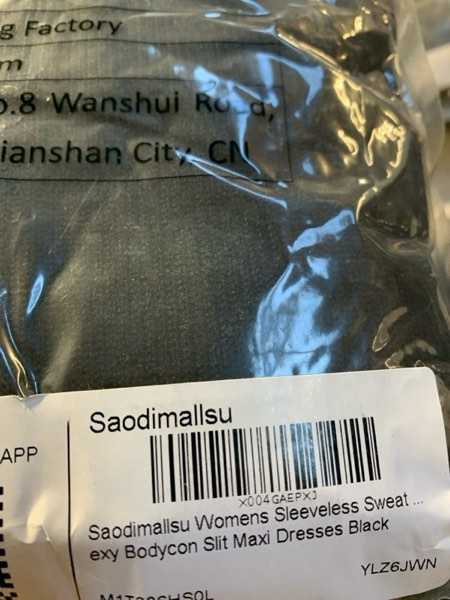 g Factory
m
o.8 Wanshui Road,
ianshan City, CN
APP
Saodimallsu
X004GAEPXJ
Saodimallsu Womens Sleeveless Sweat ...
exy Bodycon Slit Maxi Dresses Black
YLZ6JWN